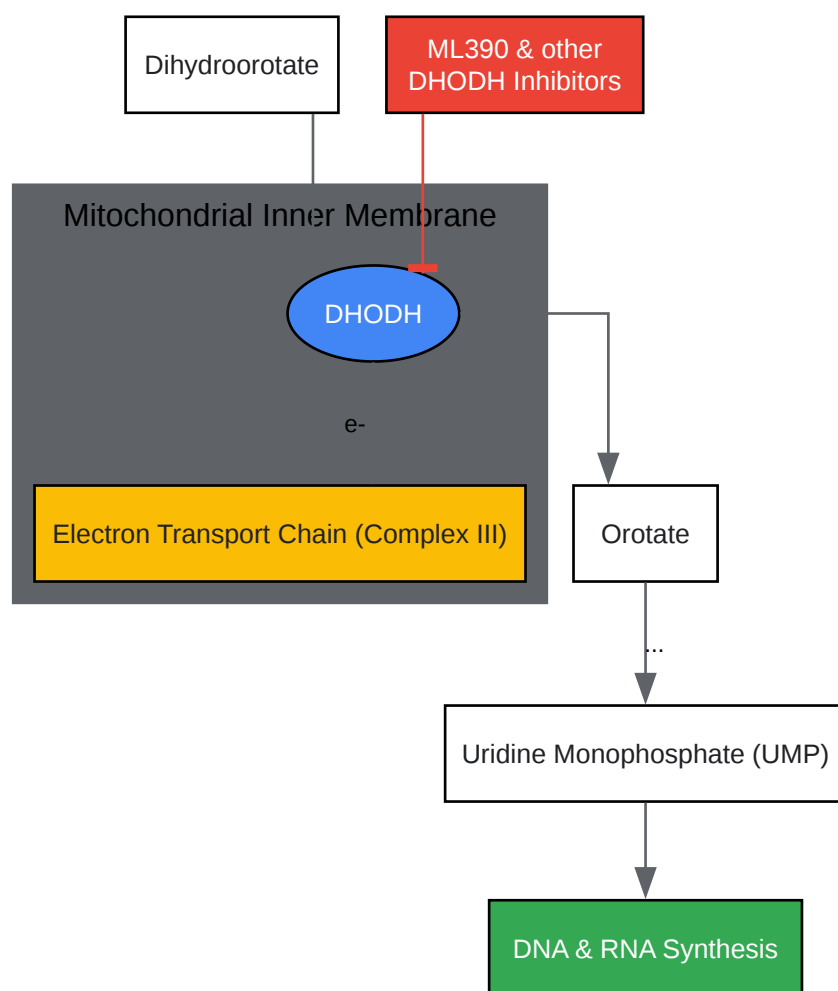 Dihydroorotate
ML390 & other
DHODH Inhibitors
Mitochondrial Inner Membrane
DHODH
e-
Electron Transport Chain (Complex III)
Orotate
...
Uridine Monophosphate (UMP)
DNA & RNA Synthesis